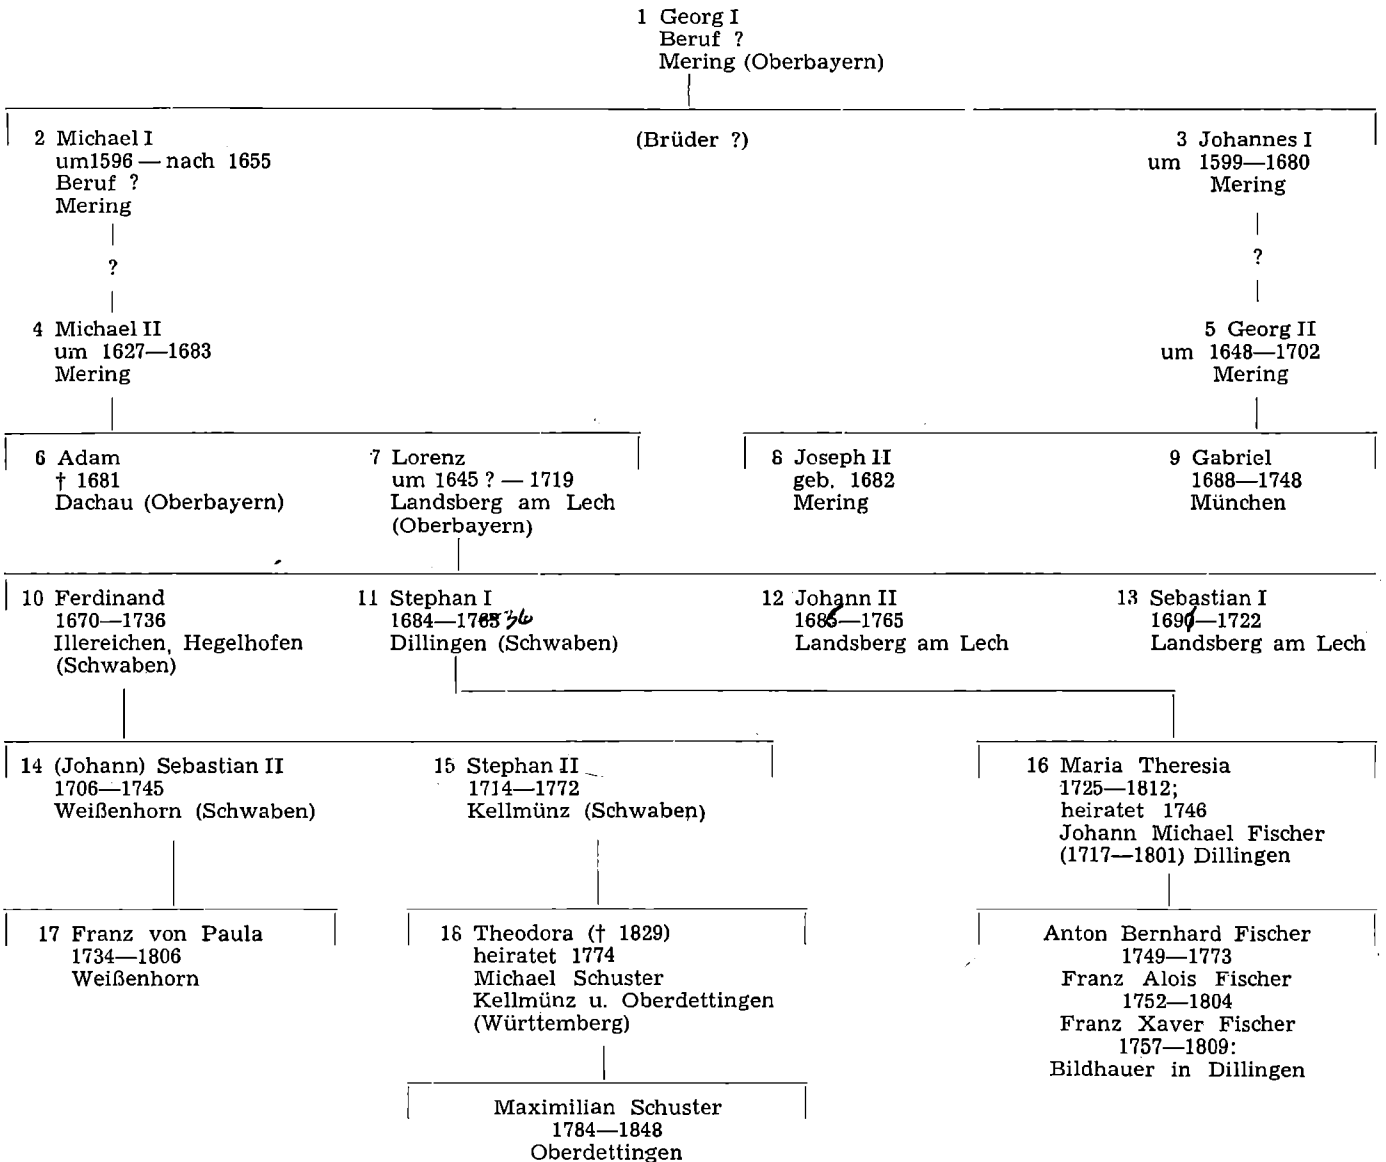 1 Georg I
Beruf ?
Mering (Oberbayern)
2 Michael I
um1596 — nach 1655
Beruf ?
Mering
(Brüder ?)
3 Johannes I
um 1599—1680
Mering
?
?
4 Michael II
um 1627—1683
Mering
5 Georg II
um 1648—1702
Mering
6 Adam
† 1681
Dachau (Oberbayern)
7 Lorenz
um 1645 ? — 1719
Landsberg am Lech
(Oberbayern)
8 Joseph II
geb. 1682
Mering
9 Gabriel
1688—1748
München
10 Ferdinand
1670—1736
Illereichen, Hegelhofen
(Schwaben)
11 Stephan I
1684—1736
Dillingen (Schwaben)
12 Johann II
1686—1765
Landsberg am Lech
13 Sebastian I
—1722
Landsberg am Lech
14 (Johann) Sebastian II
1706—1745
Weißenhorn (Schwaben)
15 Stephan II
1714—1772
Kellmünz (Schwaben)
16 Maria Theresia
1725—1812;
heiratet 1746
Johann Michael Fischer
(1717—1801) Dillingen
17 Franz von Paula
1734—1806
Weißenhorn
18 Theodora († 1829)
heiratet 1774
Michael Schuster
Kellmünz u. Oberdettingen
(Württemberg)
Anton Bernhard Fischer
1749—1773
Franz Alois Fischer
1752—1804
Franz Xaver Fischer
1757—1809:
Bildhauer in Dillingen
Maximilian Schuster
1784—1848
Oberdettingen